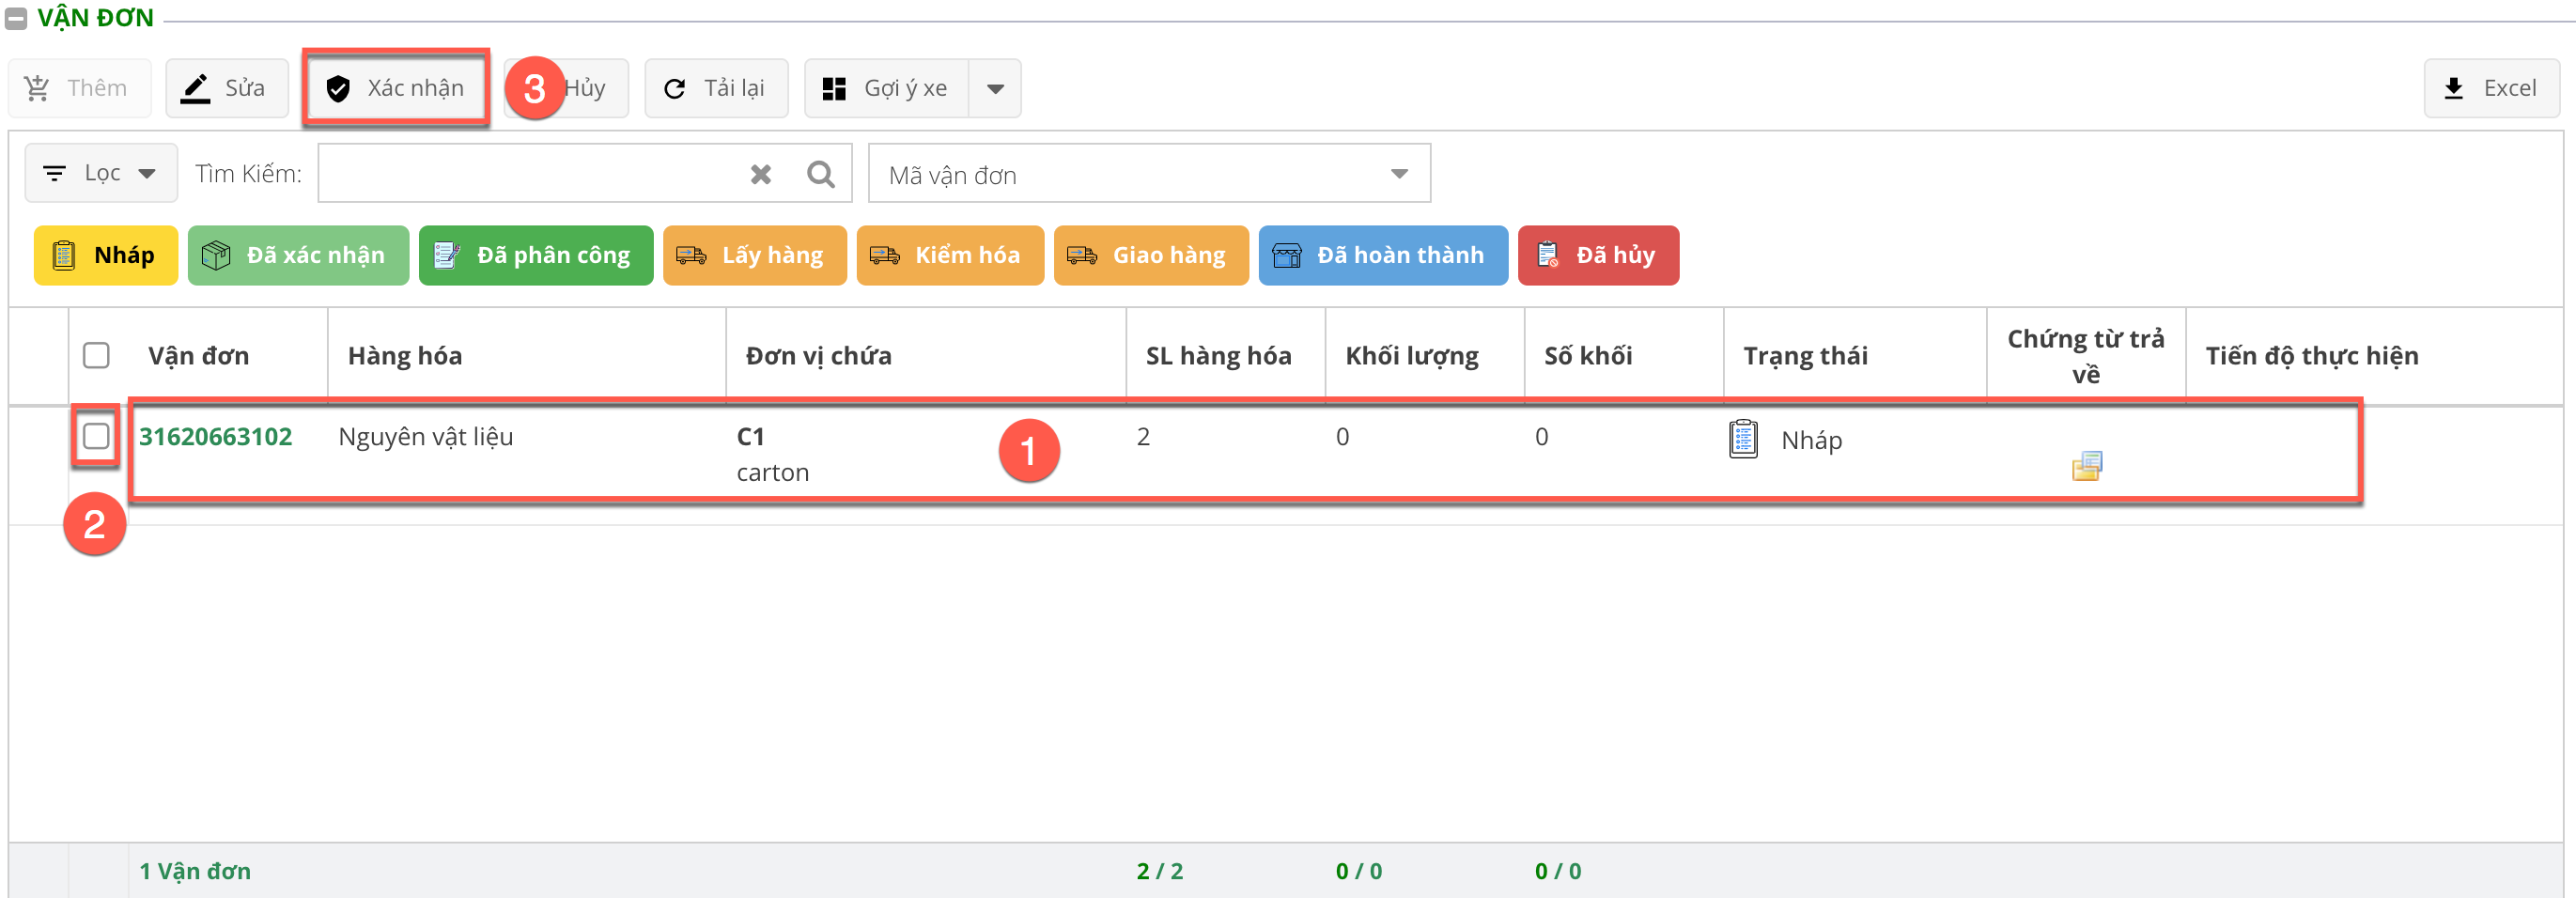 VẬN ĐƠN
Thêm
Sửa
Xác nhận
3
Hủy
Tải lại
Gợi ý xe
Excel
Lọc
Tìm Kiếm:
Mã vận đơn
Nháp
Đã xác nhận
Đã phân công
Lấy hàng
Kiểm hóa
Giao hàng
Đã hoàn thành
Đã hủy
Vận đơn
Hàng hóa
Đơn vị chứa
SL hàng hóa
Khối lượng
Số khối
Trạng thái
Chứng từ trả
về
Tiến độ thực hiện
31620663102
Nguyên vật liệu
C1
carton
1
2
0
0
Nháp
2
1 Vận đơn
2 / 2
0 / 0
0 / 0